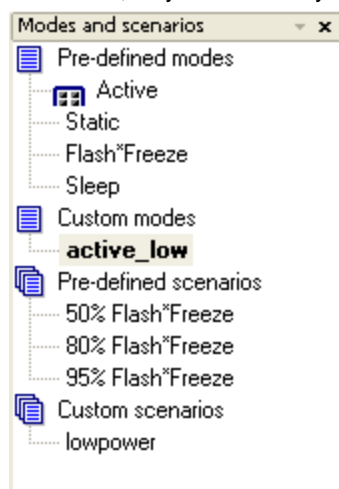 Modes and scenarios
Pre-defined modes
Active
Static
Flash*Freeze
Sleep
Custom modes
active_low
Pre-defined scenarios
50% Flash*Freeze
80% Flash*Freeze
95% Flash*Freeze
Custom scenarios
lowpower